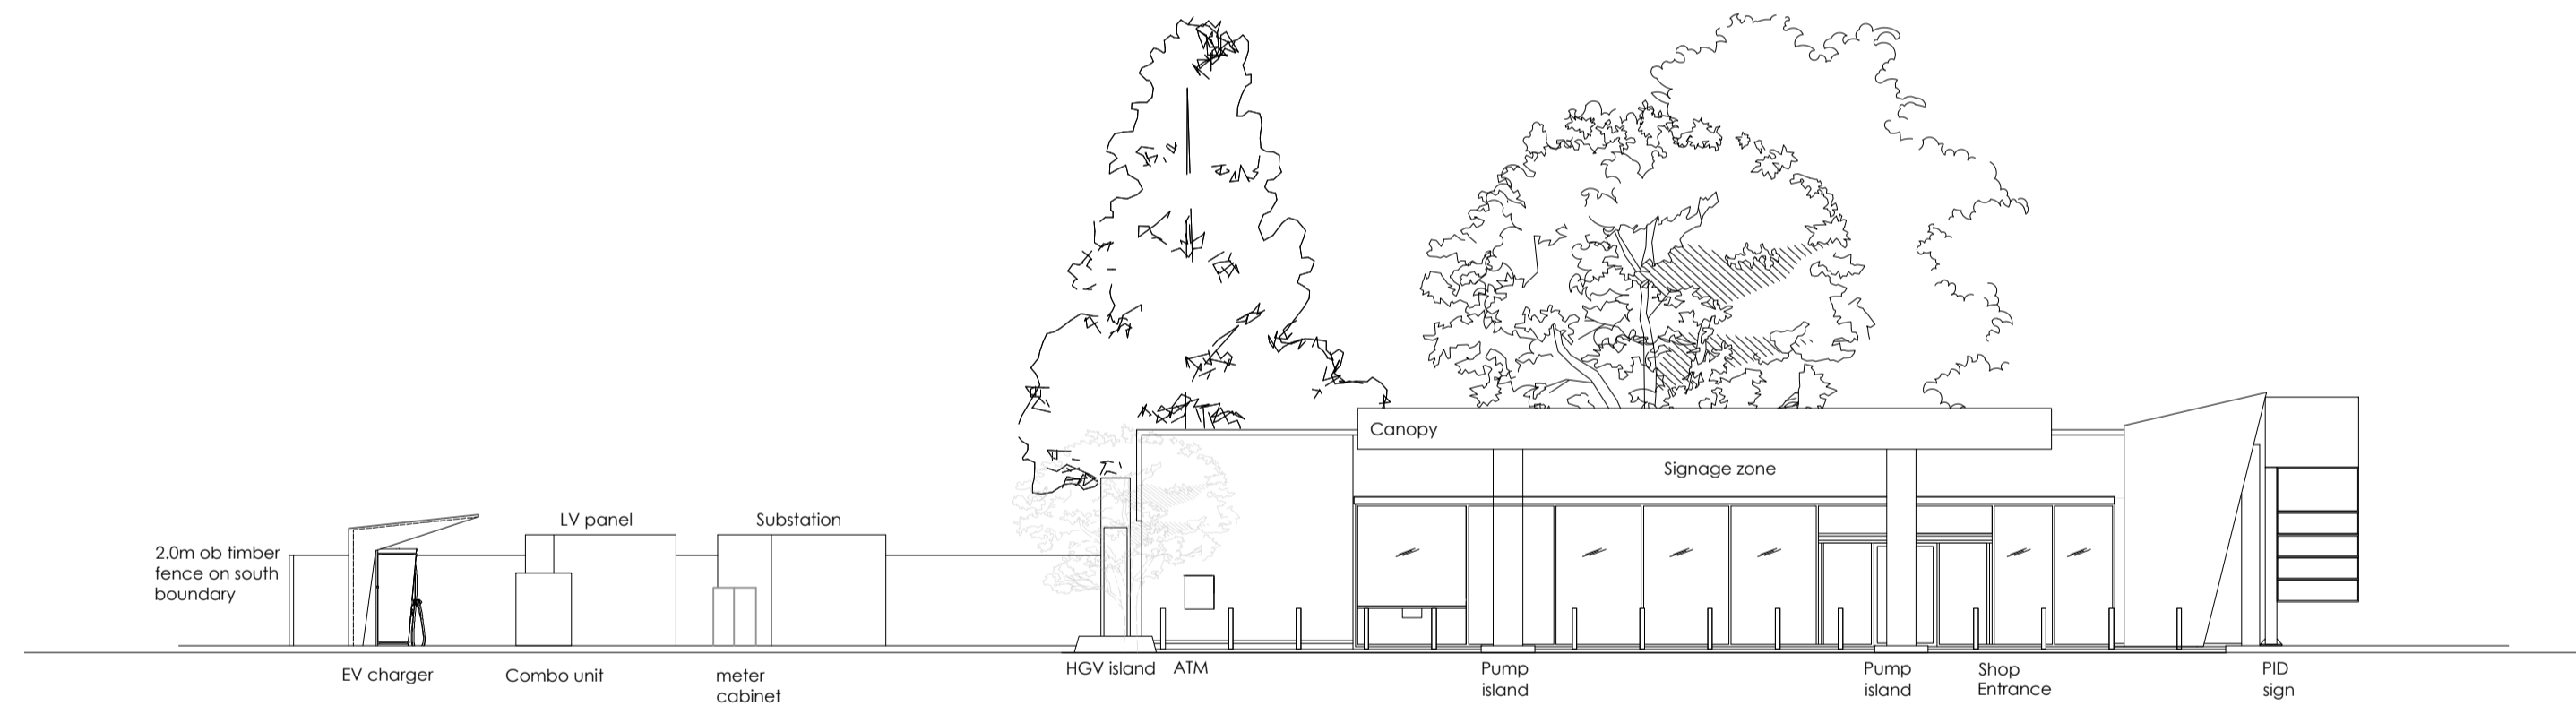 Canopy
Signage zone
LV panel
Substation
2.0m ob timber
fence on south
boundary
EV charger
Combo unit
meter
cabinet
HGV island
ATM
Pump
island
Pump
island
Shop
Entrance
PID
sign